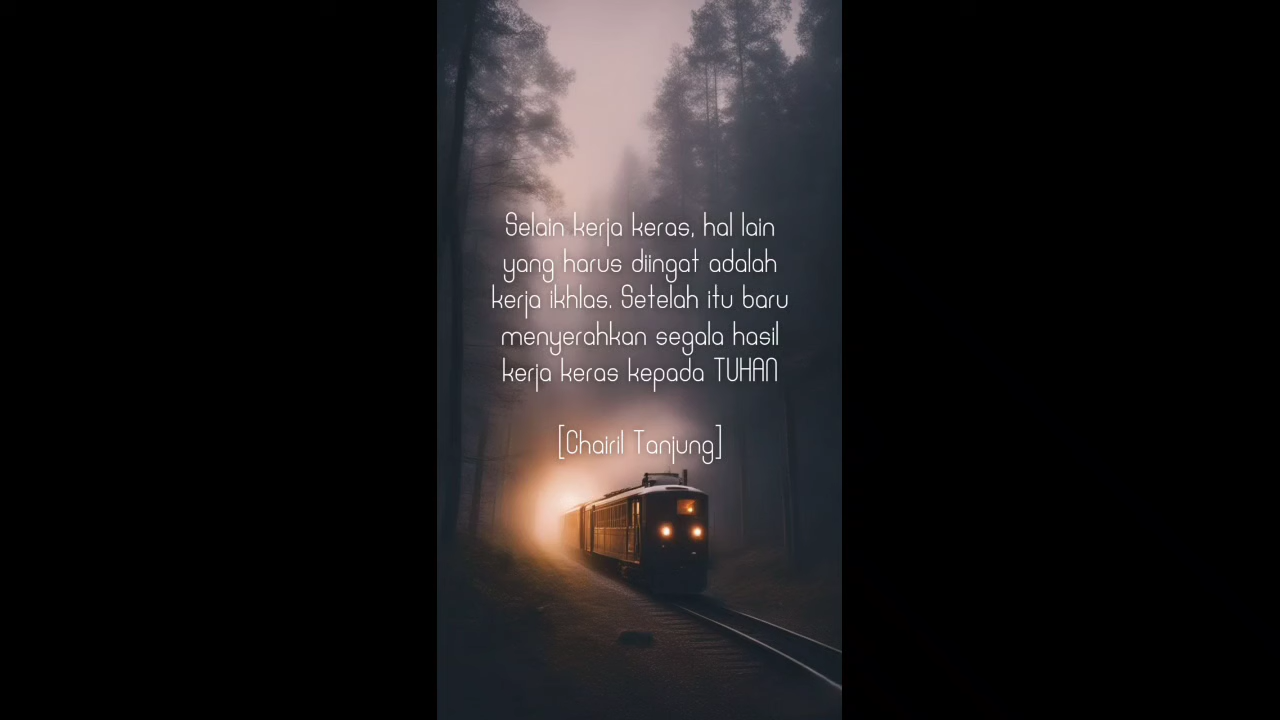 Selain kerja keras, hal lain
yang harus diingat adalah
kerja ikhlas. Setelah itu baru
menyerahkan segala hasil
kerja keras kepada TUHAN
[Chairil Tanjung]